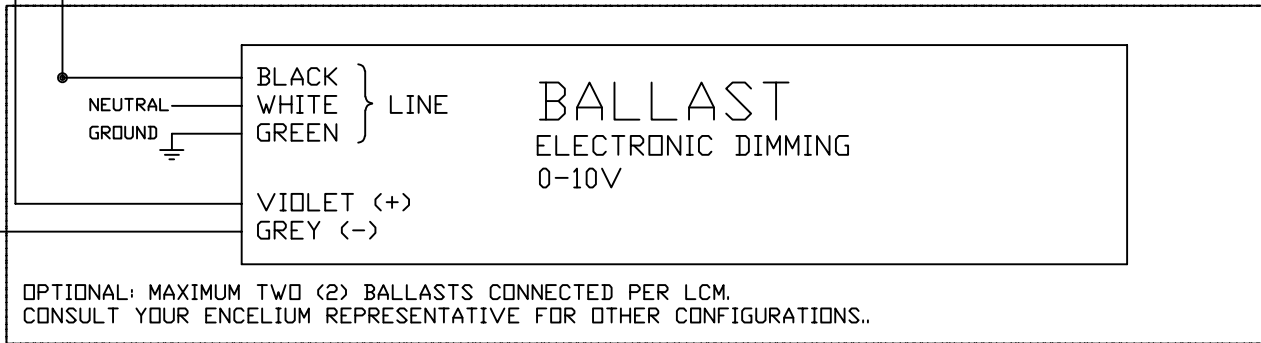 BLACK
NEUTRAL WHITE LINE
GROUND GREEN
BALLAST
ELECTRONIC DIMMING
0-10V
VIOLET (+)
GREY (-)
OPTIONAL: MAXIMUM TWO (2) BALLASTS CONNECTED PER LCM.
CONSULT YOUR ENCELIUM REPRESENTATIVE FOR OTHER CONFIGURATIONS..